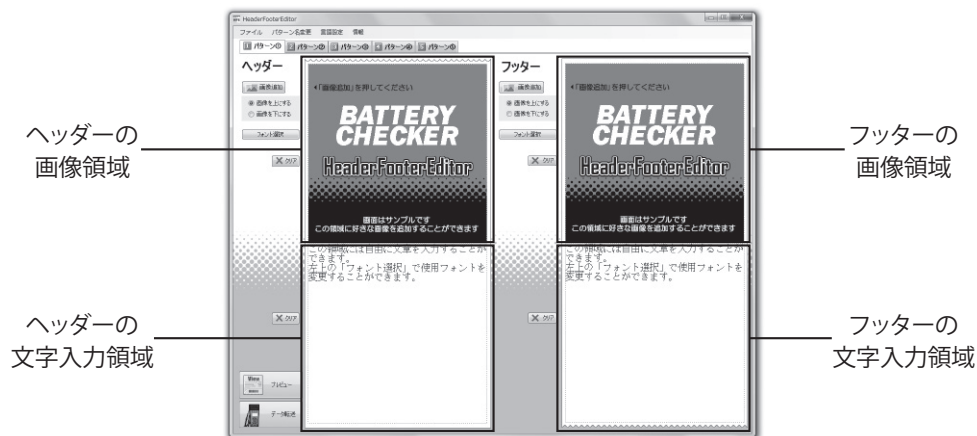 HeaderFooterEditor
ファイル パターン名変更 言語設定 情報
1 パターン① 2 パターン② 3 パターン③ 4 パターン④ 5 パターン⑤
ヘッダー
画像追加
画像を上にする
画像を下にする
フォント選択
クリア
◂「画像追加」を押してください
BATTERY
CHECKER
HeaderFooterEditor
画面はサンプルです
この領域に好きな画像を追加することができます
この領域には自由に文章を入力することが
できます。
左上の「フォント選択」で使用フォントを
変更することができます。
クリア
プレビュー
データ転送
フッター
画像追加
画像を上にする
画像を下にする
フォント選択
クリア
◂「画像追加」を押してください
BATTERY
CHECKER
HeaderFooterEditor
画面はサンプルです
この領域に好きな画像を追加することができます
この領域には自由に文章を入力することが
できます。
左上の「フォント選択」で使用フォントを
変更することができます。
クリア
ヘッダーの
画像領域
ヘッダーの
文字入力領域
フッターの
画像領域
フッターの
文字入力領域